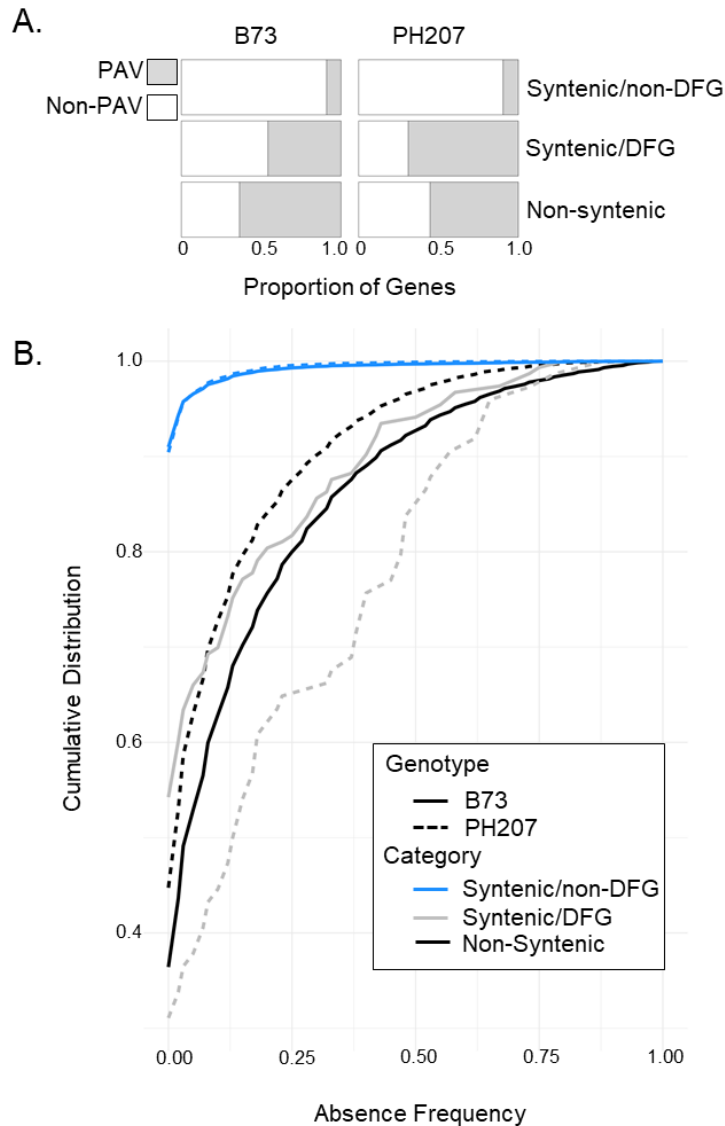 A.
B73 PH207
PAV
Non-PAV
Syntenic/non-DFG
Syntenic/DFG
Non-syntenic
0 0.5 1.0 0 0.5 1.0
Proportion of Genes
B.
1.0
0.8
0.6
0.4
Cumulative Distribution
Genotype
B73
PH207
Category
Syntenic/non-DFG
Syntenic/DFG
Non-Syntenic
0.00 0.25 0.50 0.75 1.00
Absence Frequency